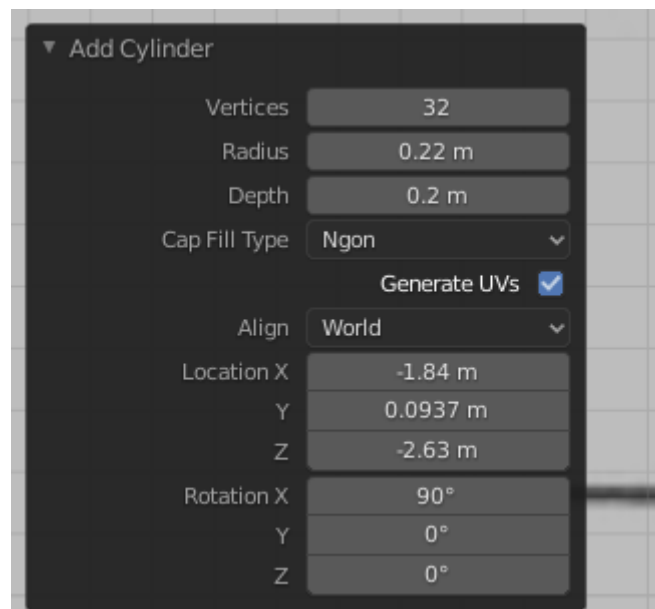 Add Cylinder
Vertices 32
Radius 0.22 m
Depth 0.2 m
Cap Fill Type Ngon
Generate UVs
Align World
Location X -1.84 m
Y 0.0937 m
Z -2.63 m
Rotation X 90°
Y 0°
Z 0°